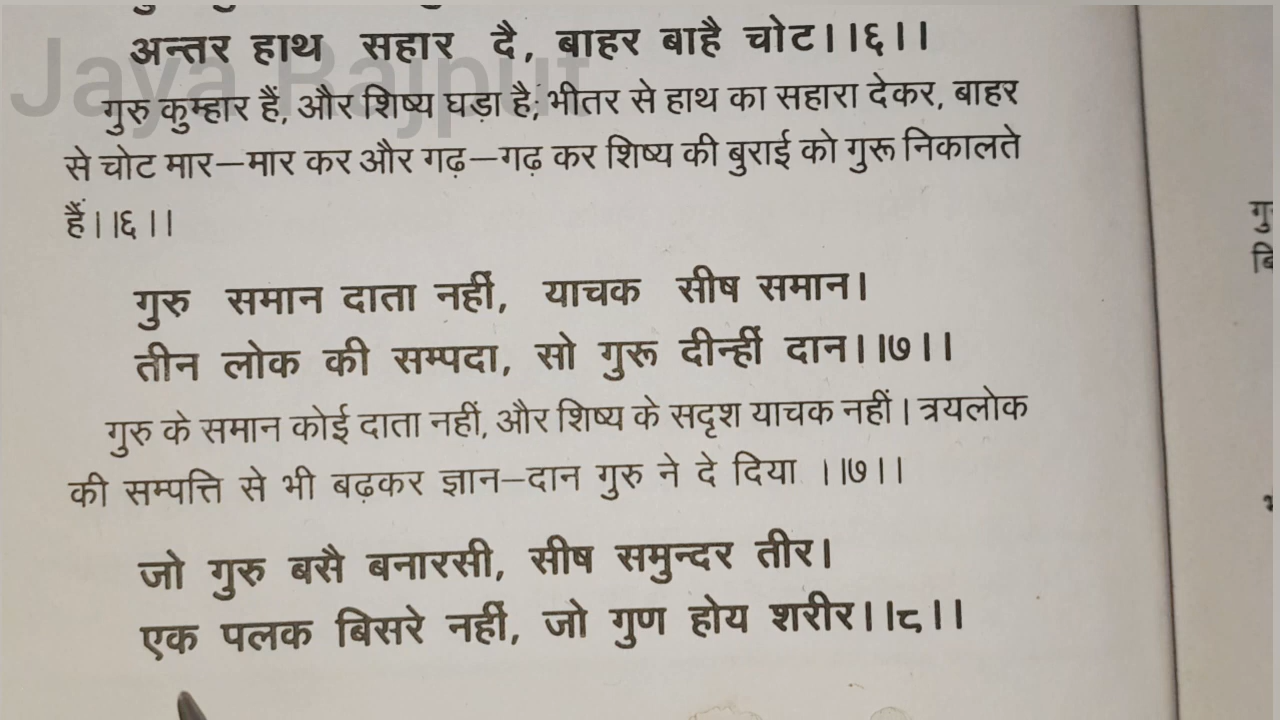 Jaya Rajput
अन्तर हाथ सहार दै, बाहर बाहै चोट।।६।।
गुरु कुम्हार हैं, और शिष्य घड़ा है; भीतर से हाथ का सहारा देकर, बाहर
से चोट मार—मार कर और गढ़—गढ़ कर शिष्य की बुराई को गुरू निकालते
हैं।।६।।
गुरु समान दाता नहीं, याचक सीष समान।
तीन लोक की सम्पदा, सो गुरू दीन्हीं दान।।७।।
गुरु के समान कोई दाता नहीं, और शिष्य के सदृश याचक नहीं। त्रयलोक
की सम्पत्ति से भी बढ़कर ज्ञान—दान गुरु ने दे दिया ।।७।।
जो गुरु बसै बनारसी, सीष समुन्दर तीर।
एक पलक बिसरे नहीं, जो गुण होय शरीर।।८।।